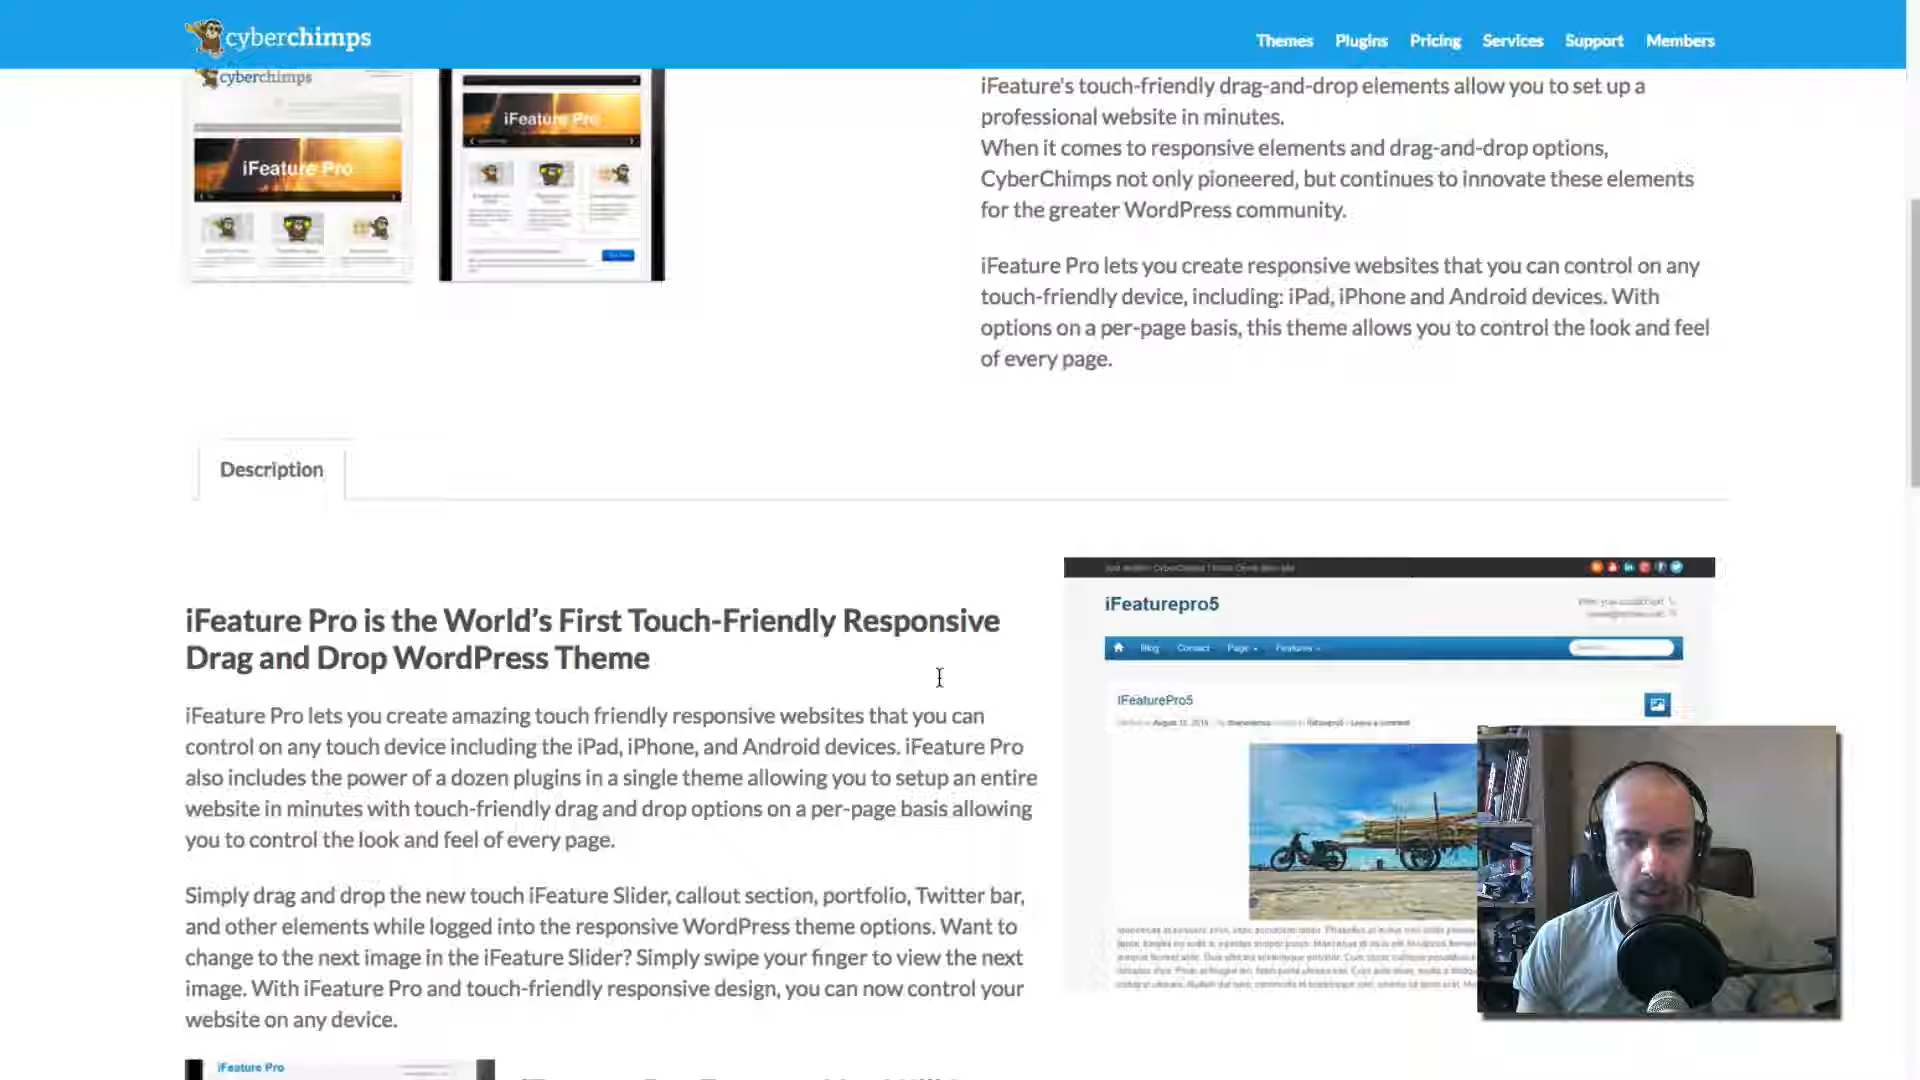 cyberchimps
Themes Plugins Pricing Services Support Members
cyberchimps
iFeature Pro
iFeature Pro
iFeature's touch-friendly drag-and-drop elements allow you to set up a
professional website in minutes.
When it comes to responsive elements and drag-and-drop options,
CyberChimps not only pioneered, but continues to innovate these elements
for the greater WordPress community.
iFeature Pro lets you create responsive websites that you can control on any
touch-friendly device, including: iPad, iPhone and Android devices. With
options on a per-page basis, this theme allows you to control the look and feel
of every page.
Description
iFeature Pro is the World’s First Touch-Friendly Responsive
Drag and Drop WordPress Theme
iFeature Pro lets you create amazing touch friendly responsive websites that you can
control on any touch device including the iPad, iPhone, and Android devices. iFeature Pro
also includes the power of a dozen plugins in a single theme allowing you to setup an entire
website in minutes with touch-friendly drag and drop options on a per-page basis allowing
you to control the look and feel of every page.
Simply drag and drop the new touch iFeature Slider, callout section, portfolio, Twitter bar,
and other elements while logged into the responsive WordPress theme options. Want to
change to the next image in the iFeature Slider? Simply swipe your finger to view the next
image. With iFeature Pro and touch-friendly responsive design, you can now control your
website on any device.
iFeaturepro5
Blog Contact Page Features
iFeaturePro5
August Leave a comment
iFeature Pro